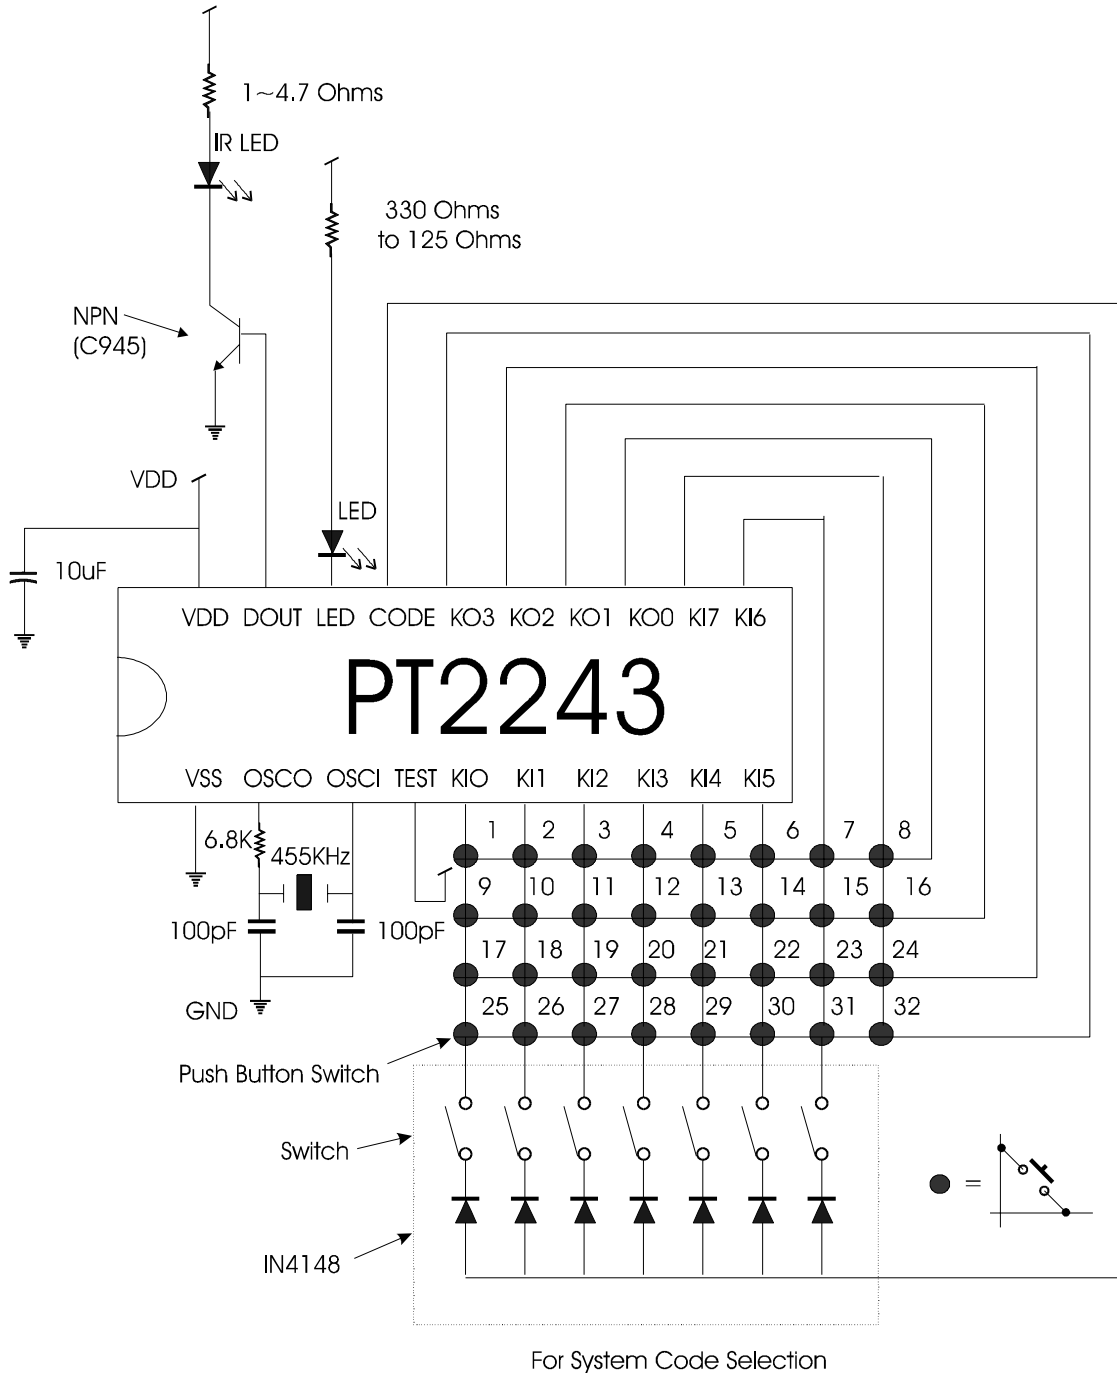 1~4.7 Ohms
IR LED
330 Ohms
to 125 Ohms
NPN
(C945)
VDD
LED
10uF
VDD DOUT LED CODE KO3 KO2 KO1 KO0 KI7 KI6
PT2243
VSS OSCO OSCI TEST KI0 KI1 KI2 KI3 KI4 KI5
1 2 3 4 5 6 7 8
6.8K
455KHz
9 10 11 12 13 14 15 16
100pF 100pF
17 18 19 20 21 22 23 24
GND
25 26 27 28 29 30 31 32
Push Button Switch
Switch
=
IN4148
For System Code Selection